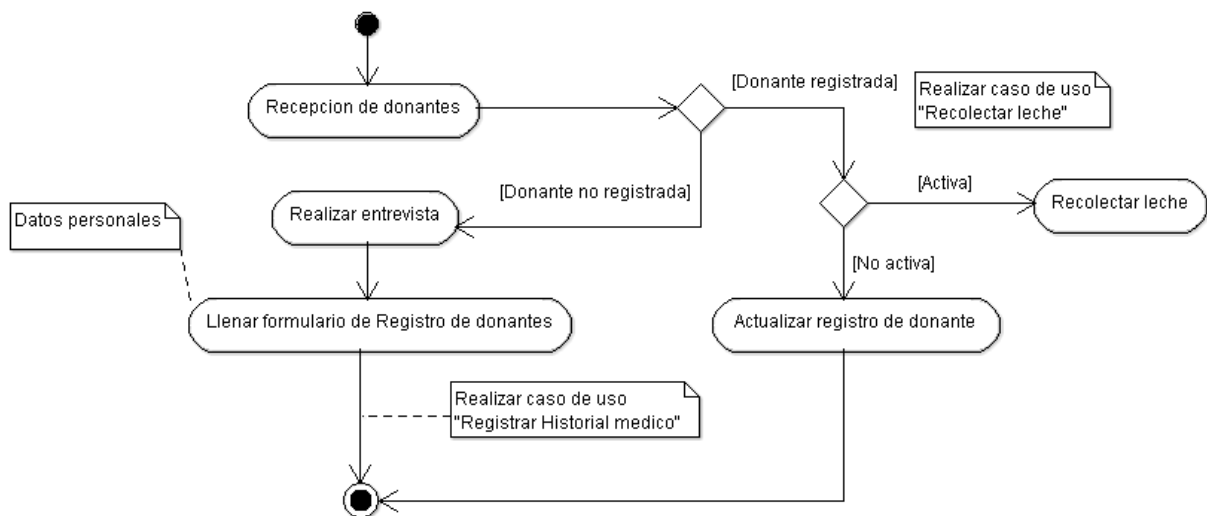 [Donante registrada]
Realizar caso de uso
"Recolectar leche"
Recepcion de donantes
[Donante no registrada]
[Activa]
Realizar entrevista
Recolectar leche
Datos personales
[No activa]
Llenar formulario de Registro de donantes
Actualizar registro de donante
Realizar caso de uso
"Registrar Historial medico"